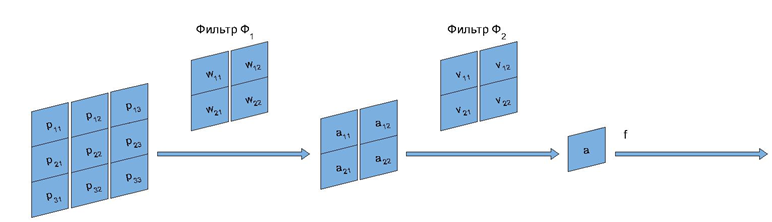 Фильтр Ф1
Фильтр Ф2
w11 w12
w21 w22
v11 v12
v21 v22
p11 p12 p13
p21 p22 p23
p31 p32 p33
a11 a12
a21 a22
a
f